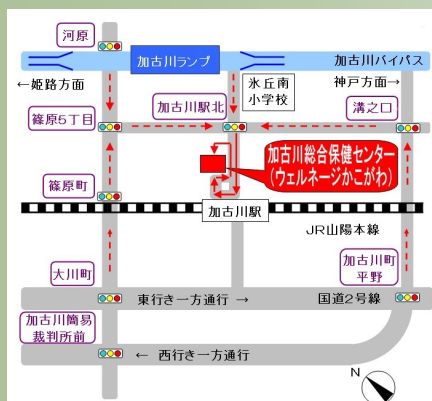 河原
加古川ランプ
加古川バイパス
←姫路方面
神戸方面→
氷丘南
小学校
加古川駅北
溝之口
篠原5丁目
加古川総合保健センター
(ウェルネージかこがわ)
篠原町
加古川駅
JR山陽本線
大川町
加古川町
平野
東行き一方通行 →
国道2号線
加古川簡易
裁判所前
← 西行き一方通行
N